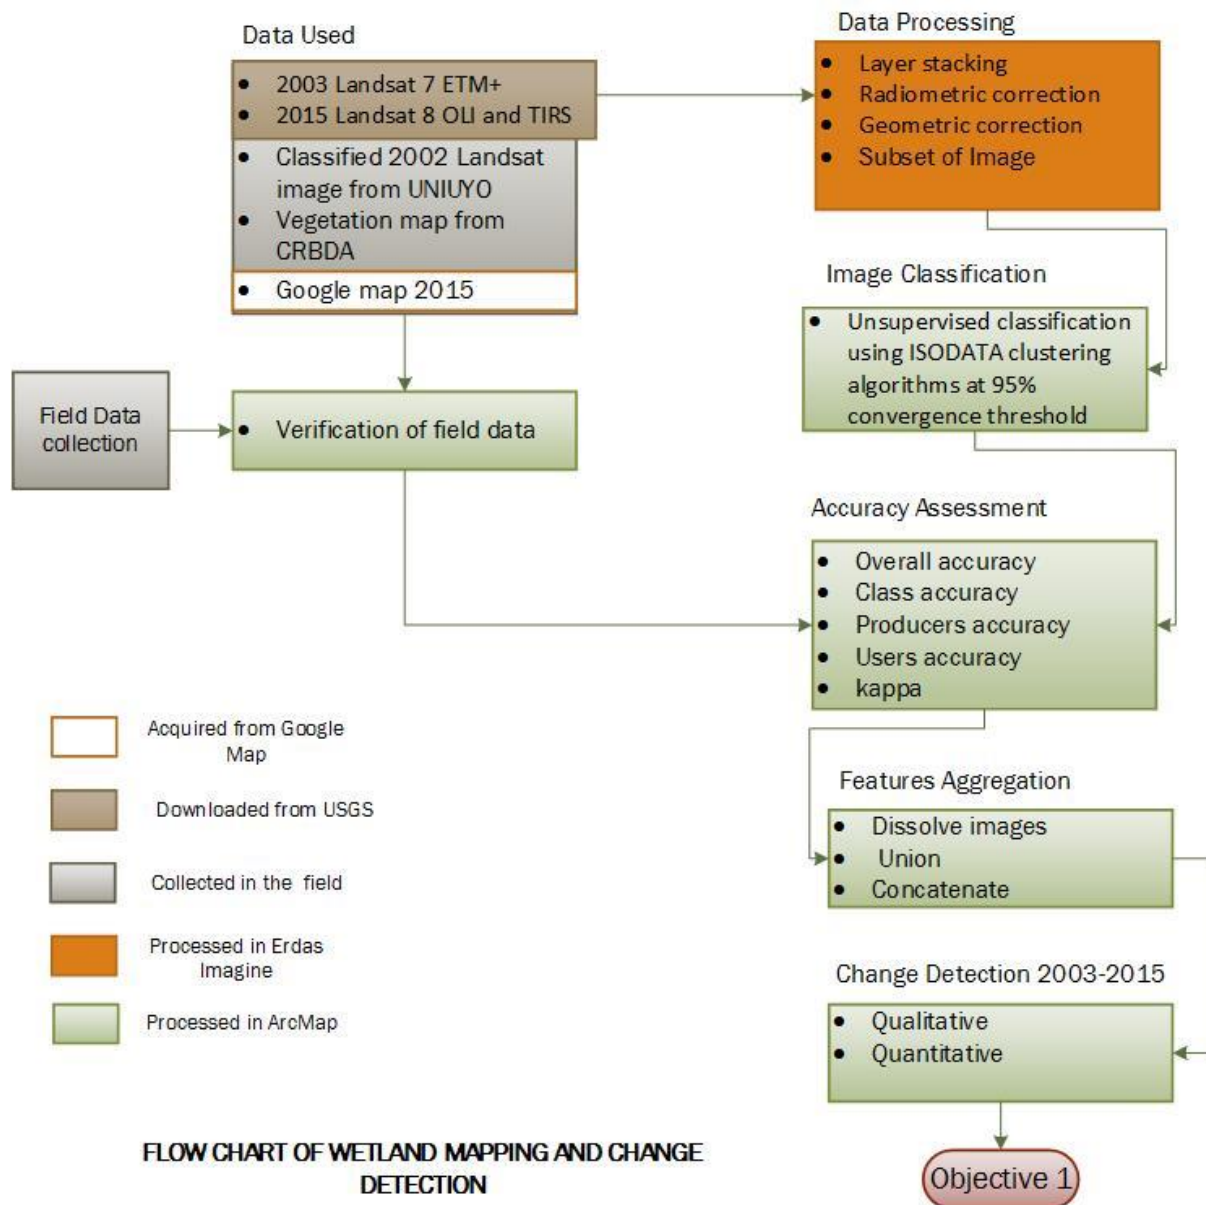 Data Used
2003 Landsat 7 ETM+
2015 Landsat 8 OLI and TIRS
Classified 2002 Landsat
image from UNIUYO
Vegetation map from
CRBDA
Google map 2015
Field Data
collection
Verification of field data
Data Processing
Layer stacking
Radiometric correction
Geometric correction
Subset of Image
Image Classification
Unsupervised classification
using ISODATA clustering
algorithms at 95%
convergence threshold
Accuracy Assessment
Overall accuracy
Class accuracy
Producers accuracy
Users accuracy
kappa
Features Aggregation
Dissolve images
Union
Concatenate
Change Detection 2003-2015
Qualitative
Quantitative
Objective 1
Acquired from Google
Map
Downloaded from USGS
Collected in the field
Processed in Erdas
Imagine
Processed in ArcMap
FLOW CHART OF WETLAND MAPPING AND CHANGE
DETECTION